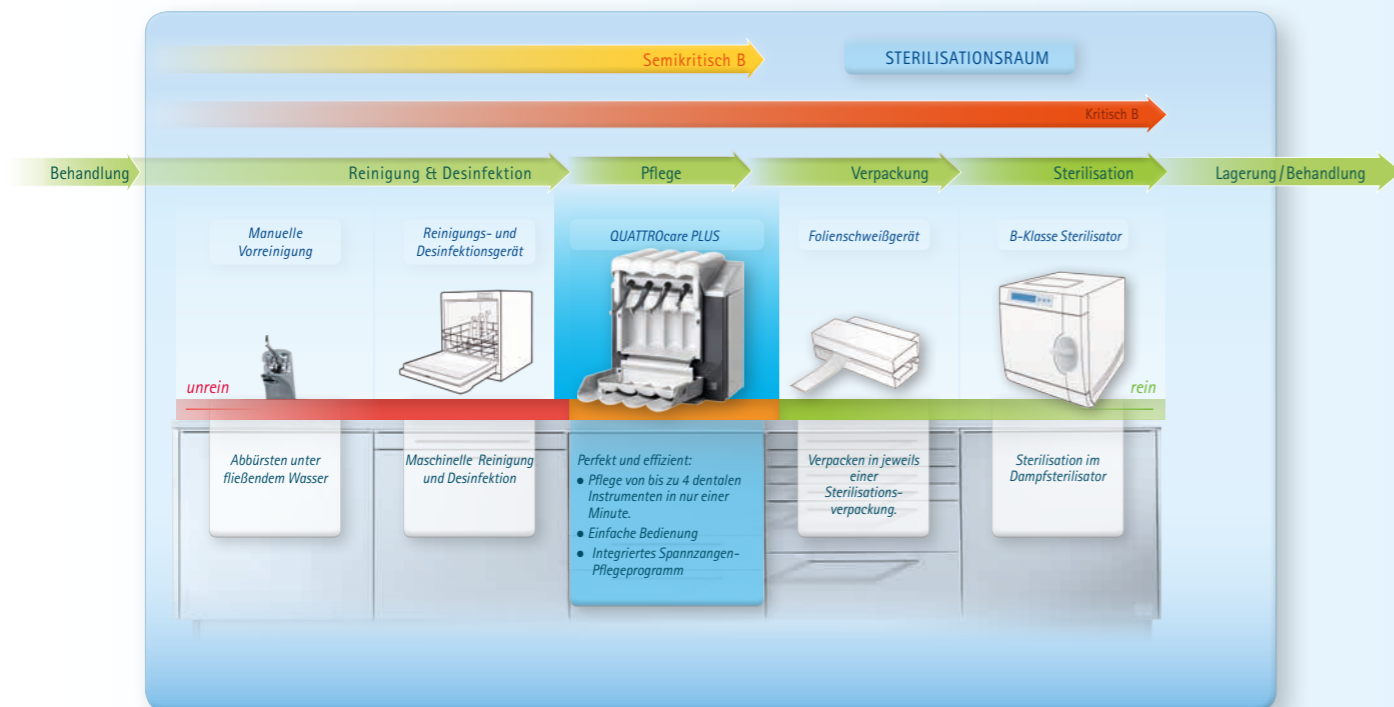 Semikritisch B
STERILISATIONSRAUM
Kritisch B
Behandlung
Reinigung & Desinfektion
Pflege
Verpackung
Sterilisation
Lagerung / Behandlung
Manuelle
Vorreinigung
Reinigungs- und
Desinfektionsgerät
QUATTROcare PLUS
Folienschweißgerät
B-Klasse Sterilisator
unrein
rein
Abbürsten unter
fließendem Wasser
Maschinelle Reinigung
und Desinfektion
Perfekt und effizient:
• Pflege von bis zu 4 dentalen
Instrumenten in nur einer
Minute.
• Einfache Bedienung
• Integriertes Spannzangen-
Pflegeprogramm
Verpacken in jeweils
einer
Sterilisations-
verpackung.
Sterilisation im
Dampfsterilisator